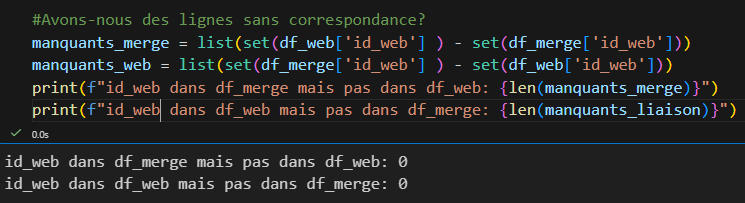 #Avons-nous des lignes sans correspondance?
manquants_merge = list(set(df_web['id_web'] ) - set(df_merge['id_web']))
manquants_web = list(set(df_merge['id_web'] ) - set(df_web['id_web']))
print(f"id_web dans df_merge mais pas dans df_web: {len(manquants_merge)}")
print(f"id_web dans df_web mais pas dans df_merge: {len(manquants_liaison)}")
0.0s
id_web dans df_merge mais pas dans df_web: 0
id_web dans df_web mais pas dans df_merge: 0